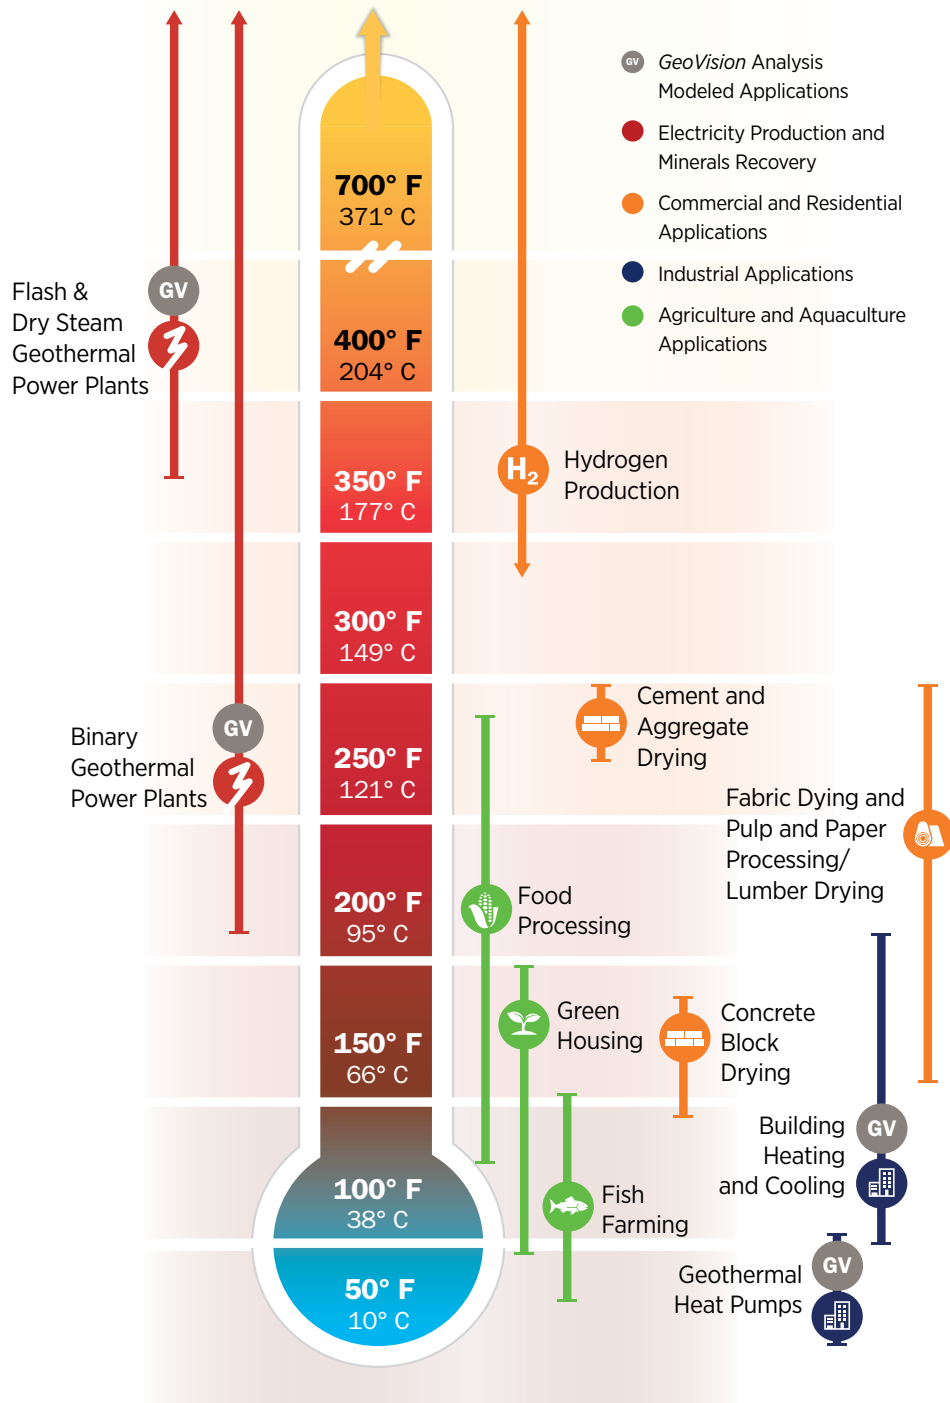 GV
GeoVision Analysis
Modeled Applications
Electricity Production and
Minerals Recovery
Commercial and Residential
Applications
Industrial Applications
Agriculture and Aquaculture
Applications
700° F
371° C
Flash &
Dry Steam
Geothermal
Power Plants
GV
400° F
204° C
350° F
177° C
H2
Hydrogen
Production
300° F
149° C
Binary
Geothermal
Power Plants
GV
250° F
121° C
Cement and
Aggregate
Drying
Fabric Dying and
Pulp and Paper
Processing/
Lumber Drying
200° F
95° C
Food
Processing
150° F
66° C
Green
Housing
Concrete
Block
Drying
Building
Heating
and Cooling
GV
100° F
38° C
Fish
Farming
50° F
10° C
Geothermal
Heat Pumps
GV